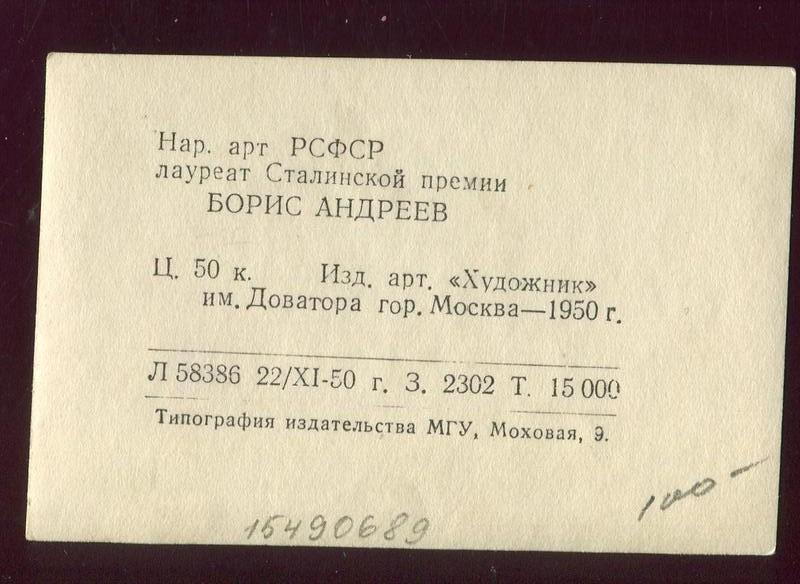 Нар. арт РСФСР
лауреат Сталинской премии
БОРИС АНДРЕЕВ
Ц. 50 к. Изд. арт. «Художник»
им. Доватора гор. Москва—1950 г.
Л 58386 22/XI-50 г. З. 2302 Т. 15 000
Типография издательства МГУ, Моховая, 9.
100-
15490689